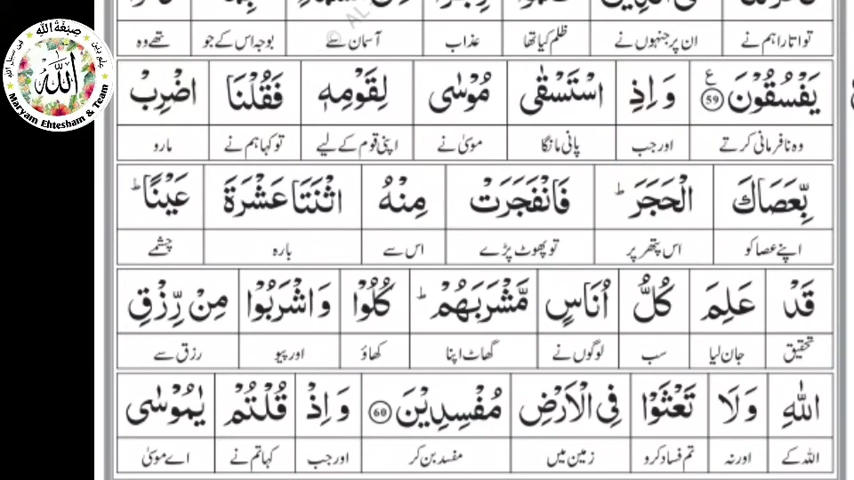 تو اتارا ہم نے ان پر جنہوں نے ظلم کیا تھا عذاب آسمان سے بوجہ اس کے جو تھے وہ
یَفْسُقُوْنَ ﴿59﴾ ع وَ اِذِ اسْتَسْقٰی مُوْسٰی لِقَوْمِهٖ فَقُلْنَا اضْرِبْ
وہ نافرمانی کرتے اور جب پانی مانگا موسیٰ نے اپنی قوم کے لیے تو کہا ہم نے مارو
بِّعَصَاكَ الْحَجَرَ ؕ فَانْفَجَرَتْ مِنْهُ اثْنَتَا عَشْرَةَ عَیْنًا ؕ
اپنے عصا کو اس پتھر پر تو پھوٹ پڑے اس سے بارہ چشمے
قَدْ عَلِمَ كُلُّ اُنَاسٍ مَّشْرَبَهُمْ ؕ كُلُوْا وَ اشْرَبُوْا مِنْ رِّزْقِ
تحقیق جان لیا سب لوگوں نے گھاٹ اپنا کھاؤ اور پیو رزق سے
اللّٰهِ وَ لَا تَعْثَوْا فِی الْاَرْضِ مُفْسِدِیْنَ ﴿60﴾ وَ اِذْ قُلْتُمْ یٰمُوْسٰی
اللہ کے اور نہ تم فساد کرو زمین میں مفسد بن کر اور جب کہا تم نے اے موسیٰ
صِبْغَةَ اللّٰهِ
اللّٰه
Maryam Ehtesham & Team